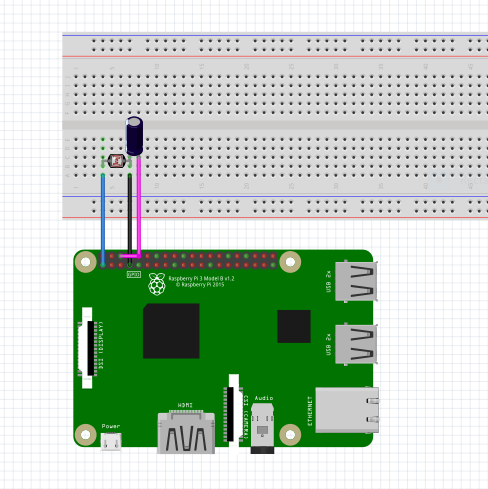 GPIO
Raspberry Pi 3 Model B v1.2
© Raspberry Pi 2015
USB 2x
USB 2x
DSI (DISPLAY)
CSI (CAMERA)
ETHERNET
HDMI
Audio
Power